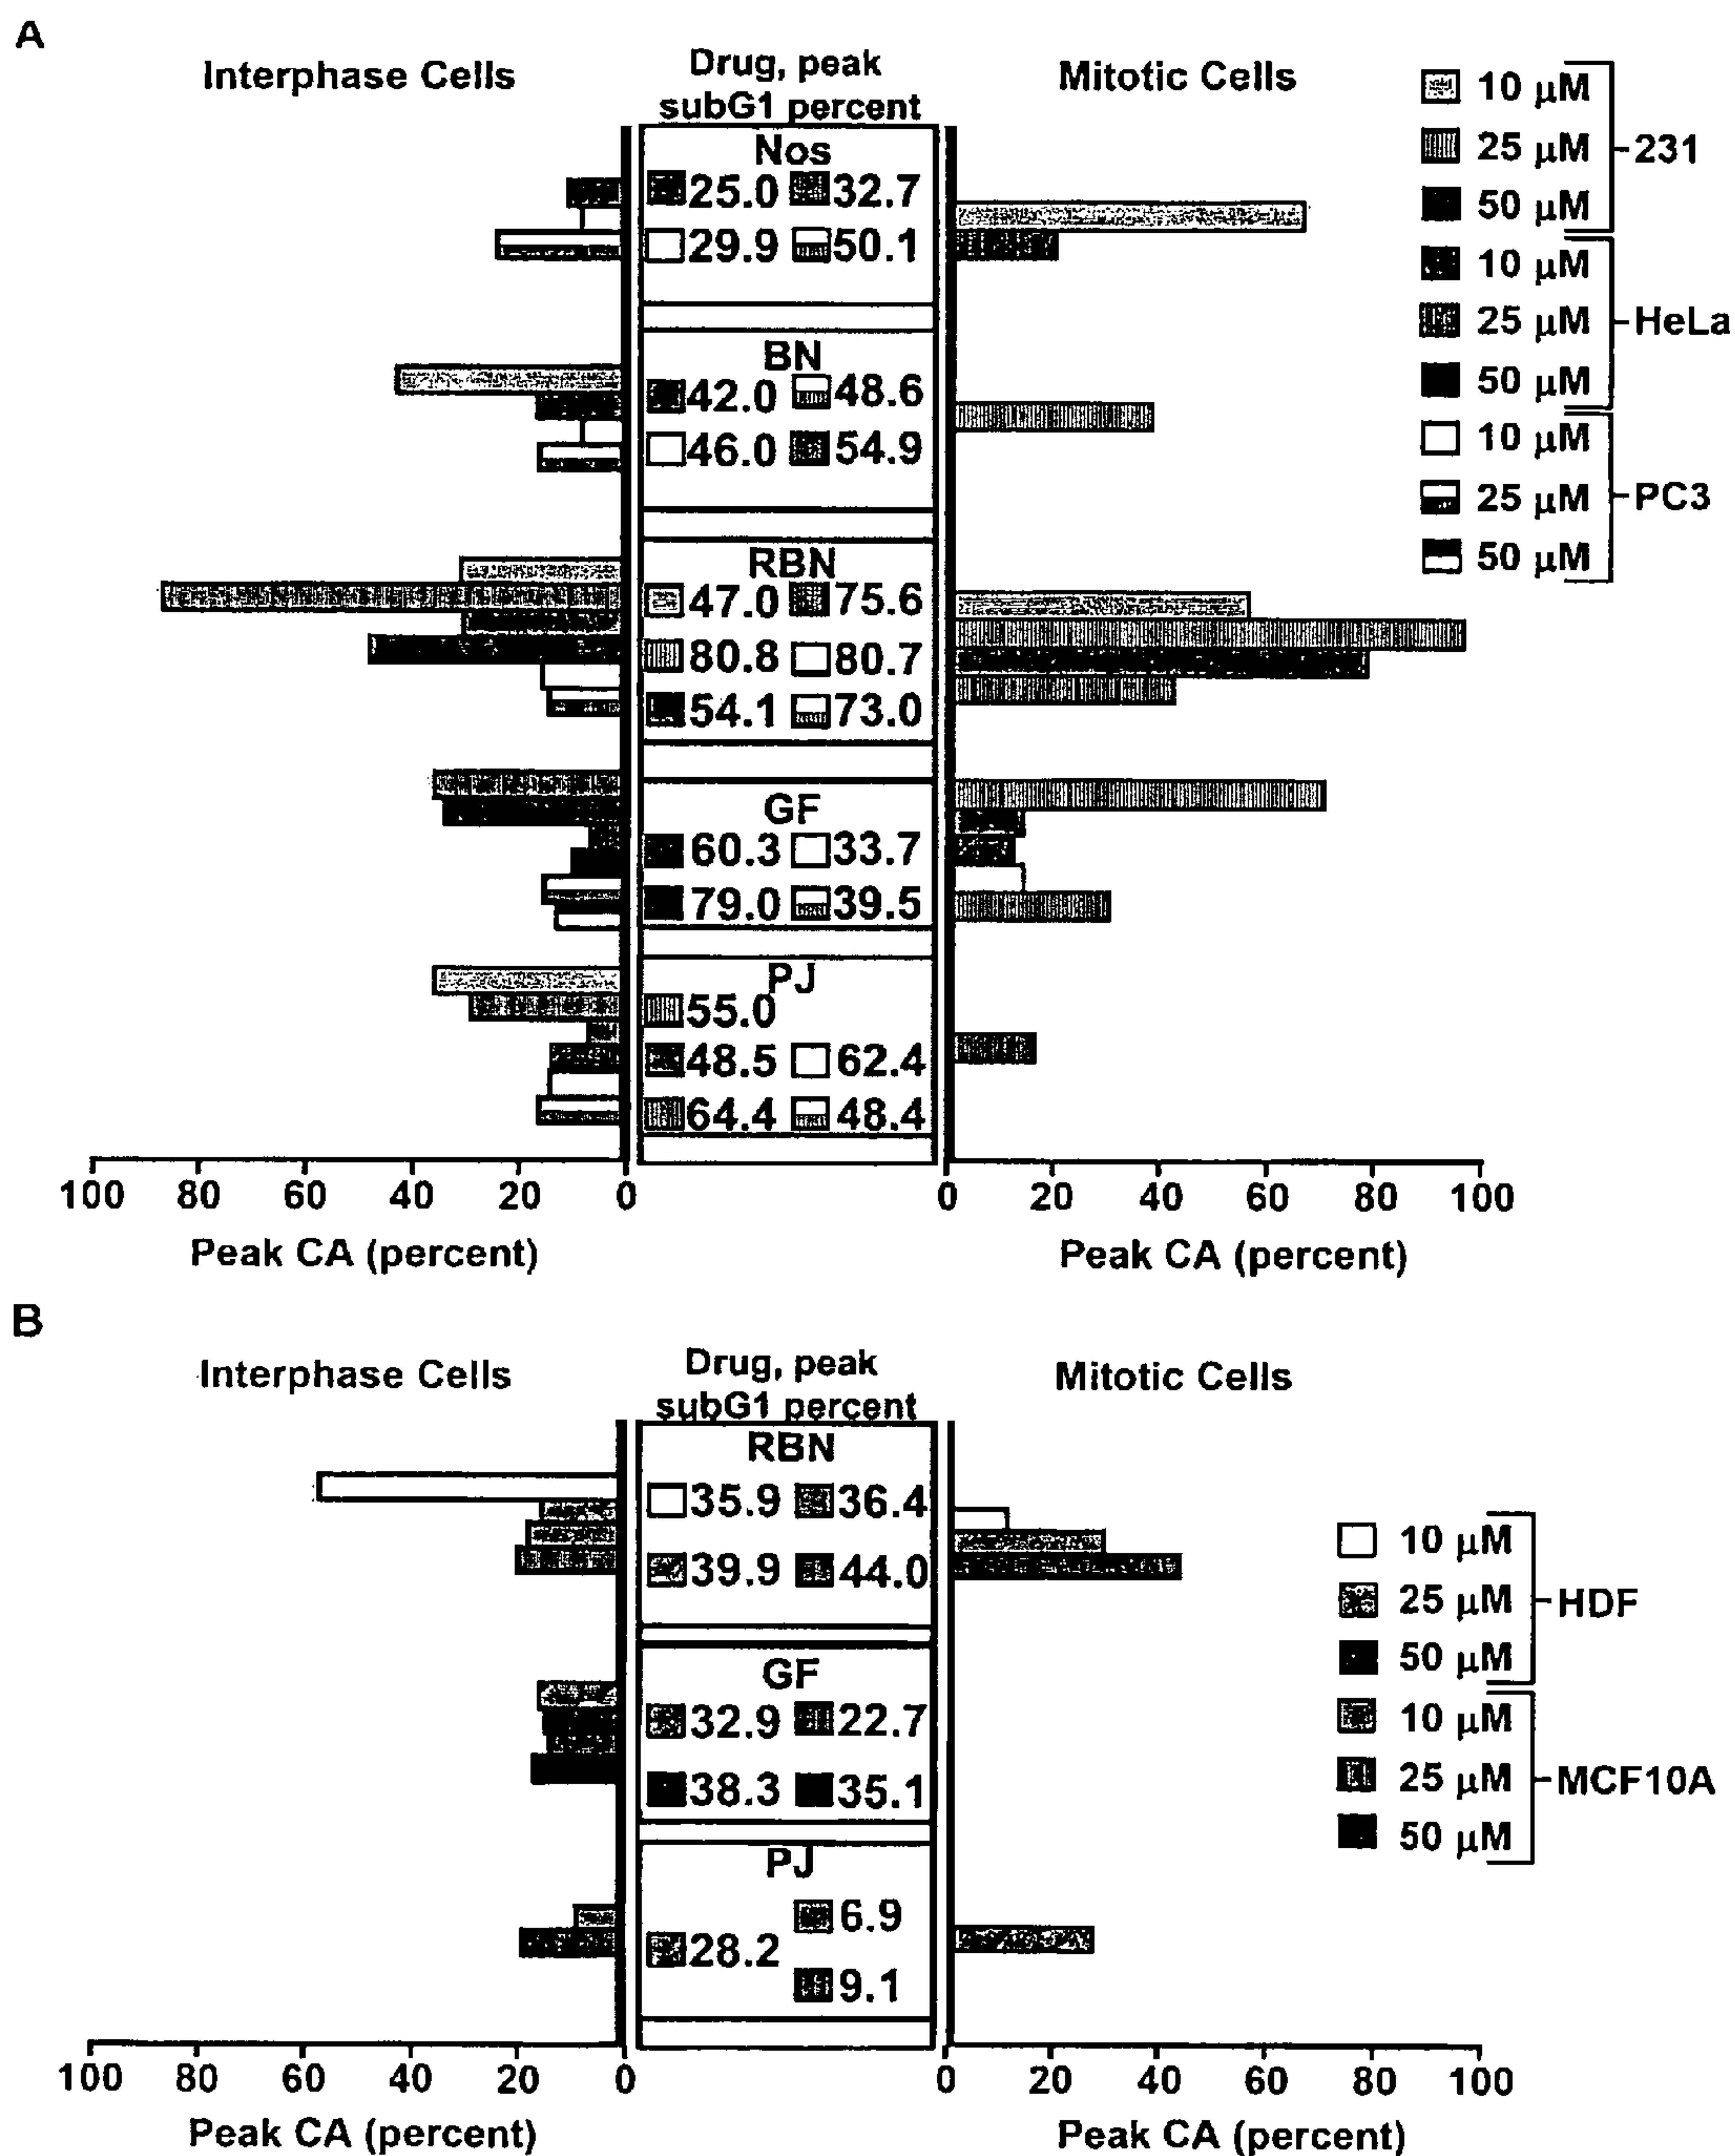 A
Interphase Cells
Drug, peak
subG1 percent
Mitotic Cells
Nos
25.0 32.7
29.9 50.1
BN
42.0 48.6
46.0 54.9
RBN
47.0 75.6
80.8 80.7
54.1 73.0
GF
60.3 33.7
79.0 39.5
PJ
55.0
48.5 62.4
64.4 48.4
10 µM
25 µM
50 µM
231
10 µM
25 µM
50 µM
HeLa
10 µM
25 µM
50 µM
PC3
100 80 60 40 20 0
0 20 40 60 80 100
Peak CA (percent)
Peak CA (percent)
B
Interphase Cells
Drug, peak
subG1 percent
Mitotic Cells
RBN
35.9 36.4
39.9 44.0
GF
32.9 22.7
38.3 35.1
PJ
6.9
28.2
9.1
10 µM
25 µM
50 µM
HDF
10 µM
25 µM
50 µM
MCF10A
100 80 60 40 20 0
0 20 40 60 80 100
Peak CA (percent)
Peak CA (percent)